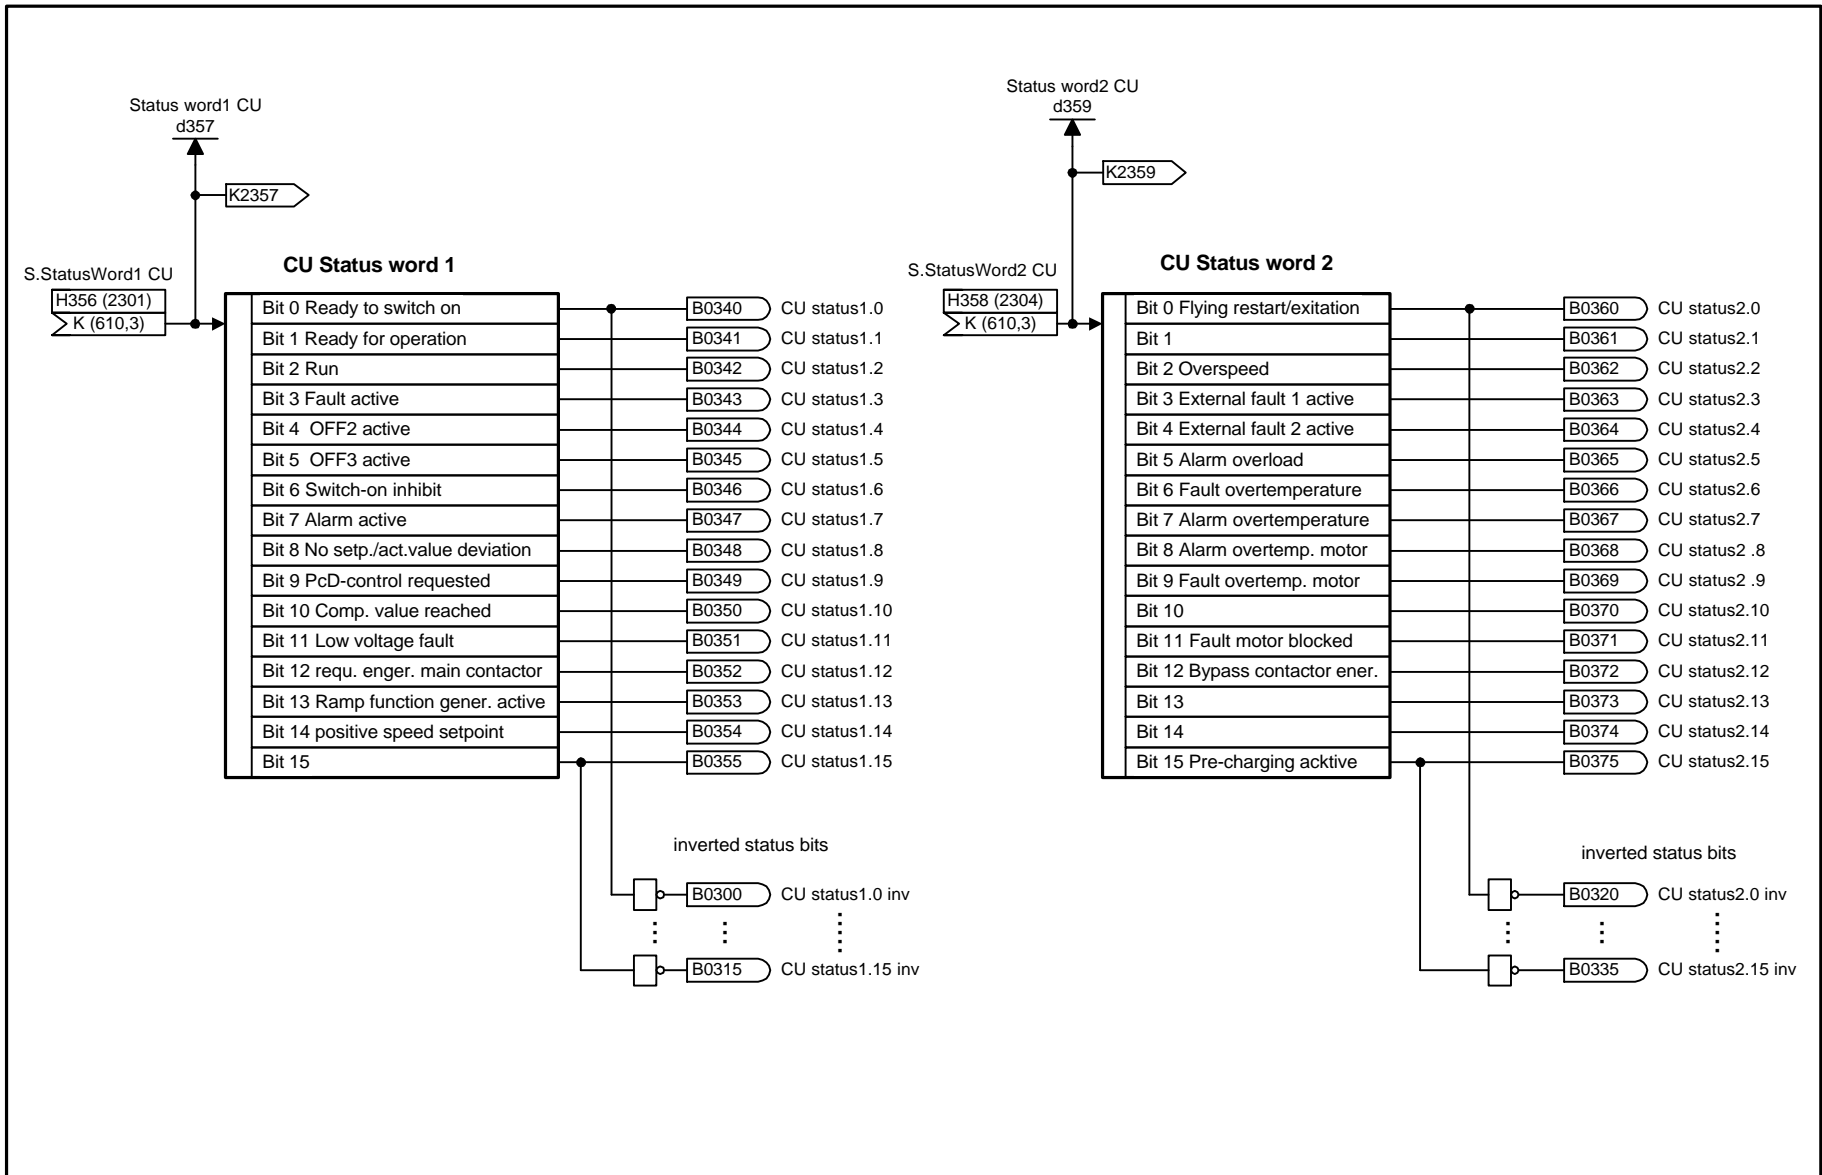 Status word1 CU
d357
K2357
S.StatusWord1 CU
H356 (2301)
K (610,3)
CU Status word 1
Bit 0 Ready to switch on B0340 CU status1.0
Bit 1 Ready for operation B0341 CU status1.1
Bit 2 Run B0342 CU status1.2
Bit 3 Fault active B0343 CU status1.3
Bit 4  OFF2 active B0344 CU status1.4
Bit 5  OFF3 active B0345 CU status1.5
Bit 6 Switch-on inhibit B0346 CU status1.6
Bit 7 Alarm active B0347 CU status1.7
Bit 8 No setp./act.value deviation B0348 CU status1.8
Bit 9 PcD-control requested B0349 CU status1.9
Bit 10 Comp. value reached B0350 CU status1.10
Bit 11 Low voltage fault B0351 CU status1.11
Bit 12 requ. enger. main contactor B0352 CU status1.12
Bit 13 Ramp function gener. active B0353 CU status1.13
Bit 14 positive speed setpoint B0354 CU status1.14
Bit 15 B0355 CU status1.15
inverted status bits
B0300 CU status1.0 inv
B0315 CU status1.15 inv
Status word2 CU
d359
K2359
S.StatusWord2 CU
H358 (2304)
K (610,3)
CU Status word 2
Bit 0 Flying restart/exitation B0360 CU status2.0
Bit 1 B0361 CU status2.1
Bit 2 Overspeed B0362 CU status2.2
Bit 3 External fault 1 active B0363 CU status2.3
Bit 4 External fault 2 active B0364 CU status2.4
Bit 5 Alarm overload B0365 CU status2.5
Bit 6 Fault overtemperature B0366 CU status2.6
Bit 7 Alarm overtemperature B0367 CU status2.7
Bit 8 Alarm overtemp. motor B0368 CU status2 .8
Bit 9 Fault overtemp. motor B0369 CU status2 .9
Bit 10 B0370 CU status2.10
Bit 11 Fault motor blocked B0371 CU status2.11
Bit 12 Bypass contactor ener. B0372 CU status2.12
Bit 13 B0373 CU status2.13
Bit 14 B0374 CU status2.14
Bit 15 Pre-charging acktive B0375 CU status2.15
inverted status bits
B0320 CU status2.0 inv
B0335 CU status2.15 inv